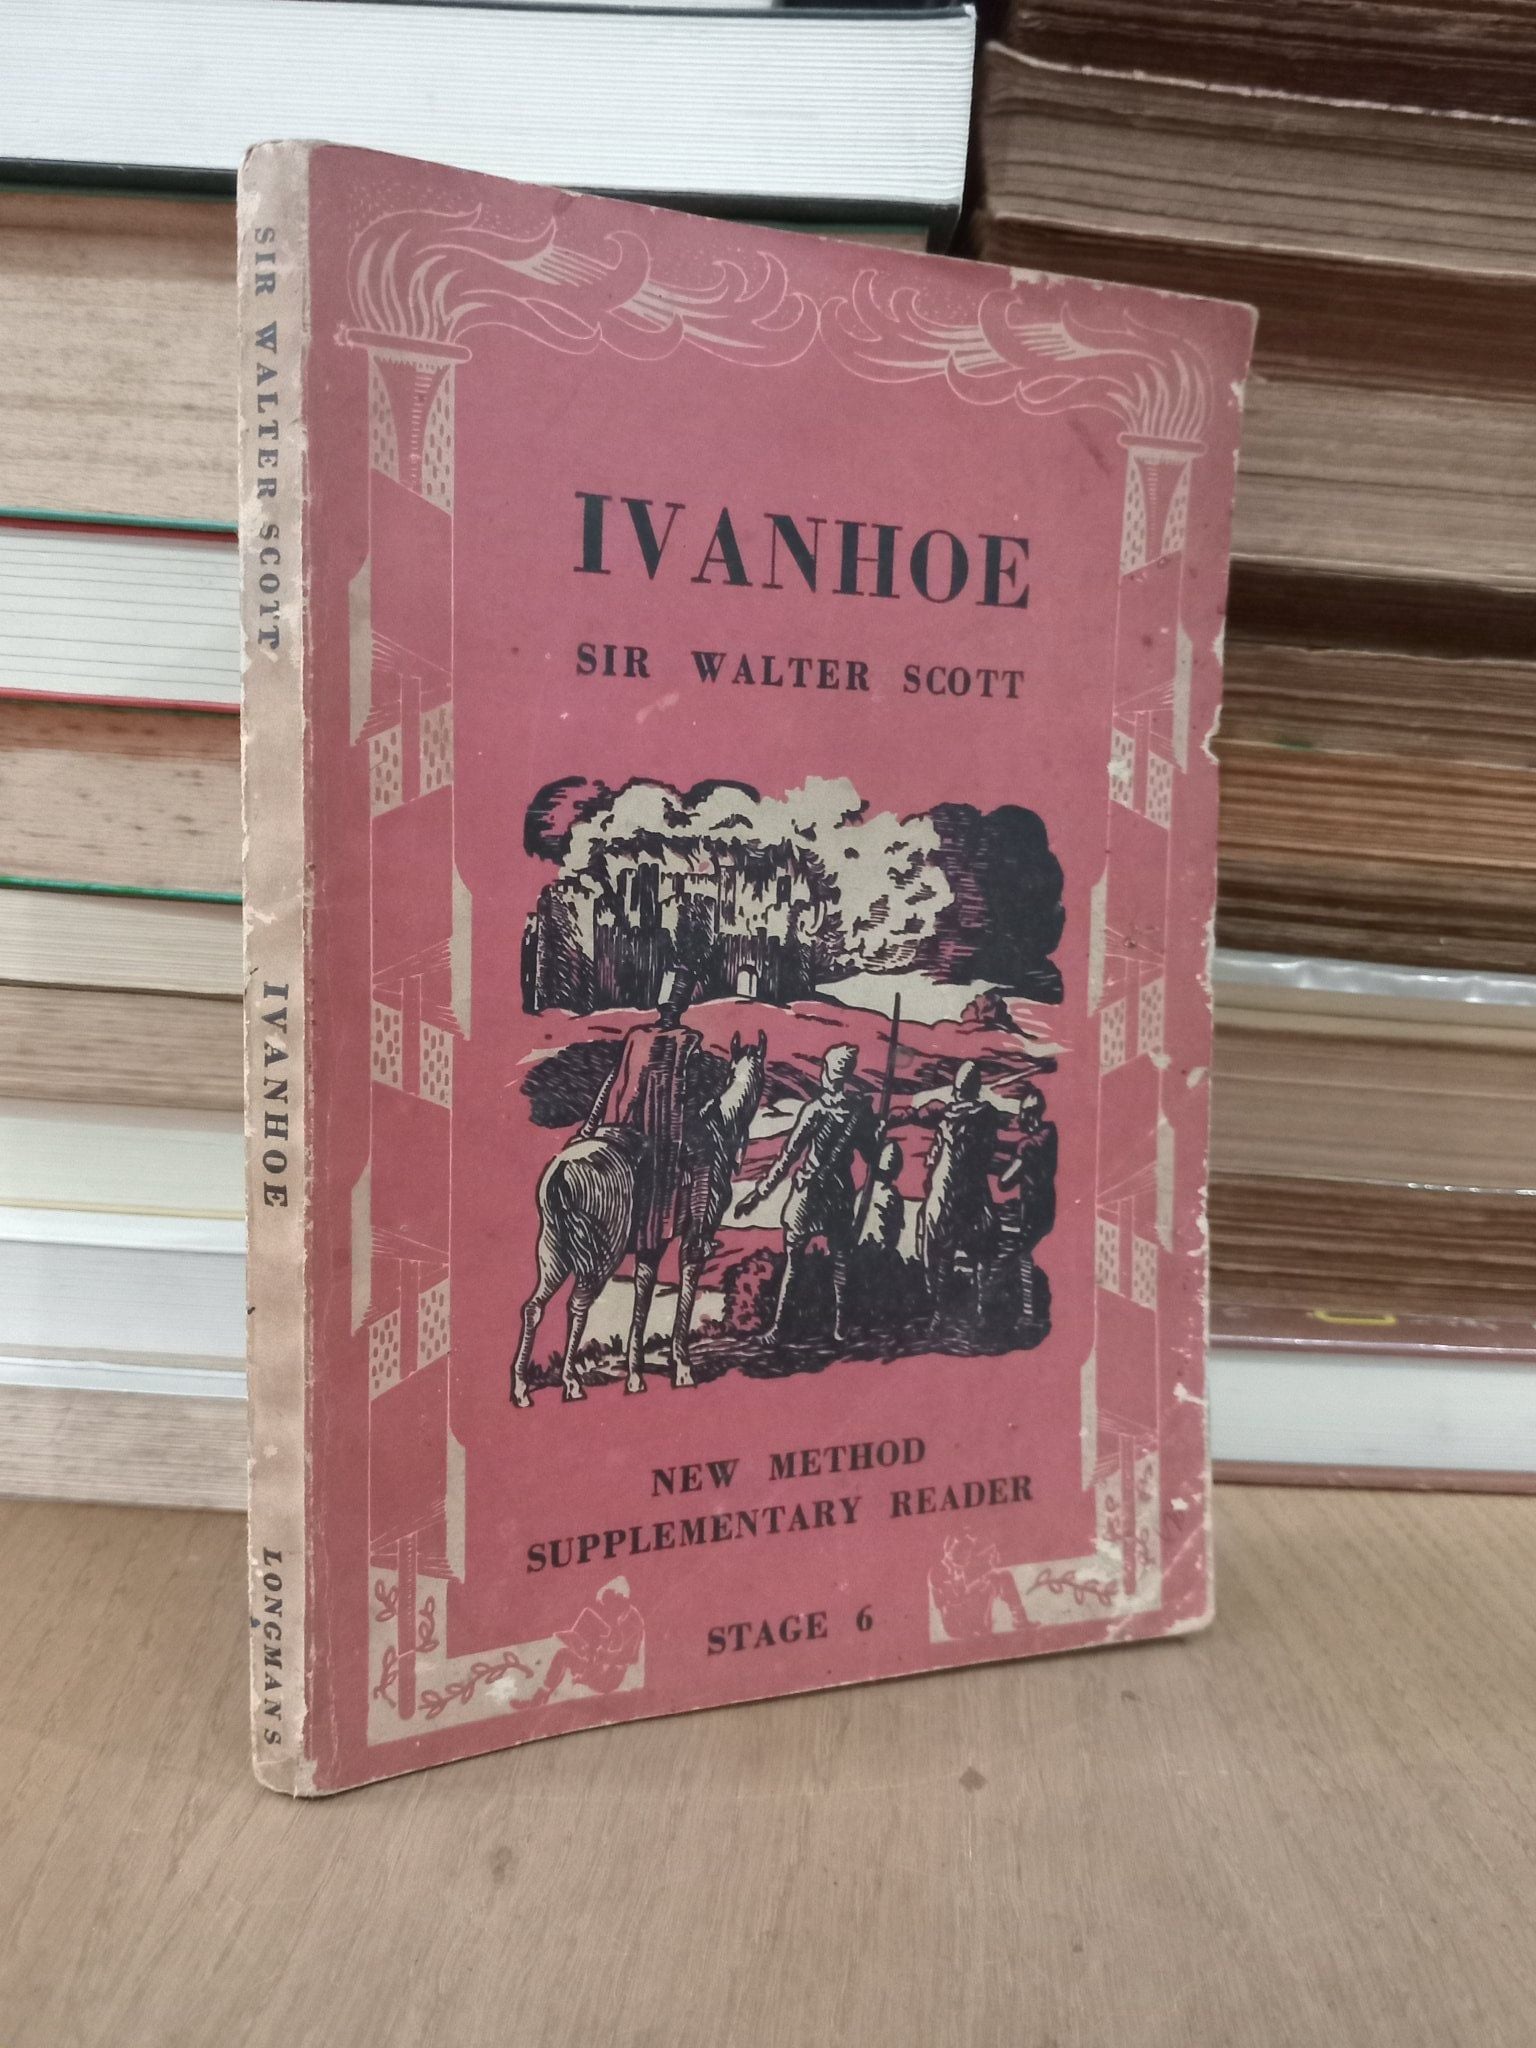 SIR WALTER SCOTT IVANHOE LONGMANS
IVANHOE
SIR WALTER SCOTT
NEW METHOD
SUPPLEMENTARY READER
STAGE 6